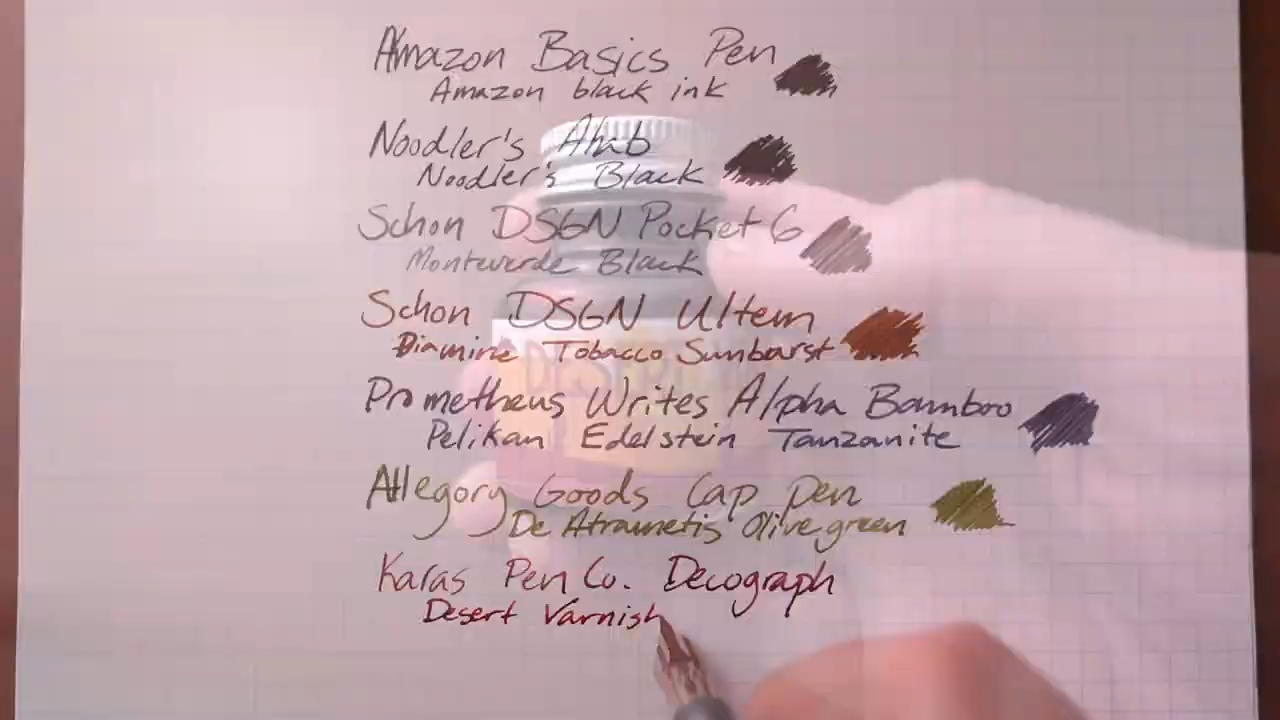 Amazon Basics Pen
Amazon black ink
Noodler's Ahab
Noodler's Black
Schon DSGN Pocket 6
Monteverde Black
Schon DSGN Ultem
Diamine Tobacco Sunburst
Prometheus Writes Alpha Bamboo
Pelikan Edelstein Tanzanite
Allegory Goods Cap pen
De Atrametis Olive green
Karas Pen Co. Decograph
Desert Varnish